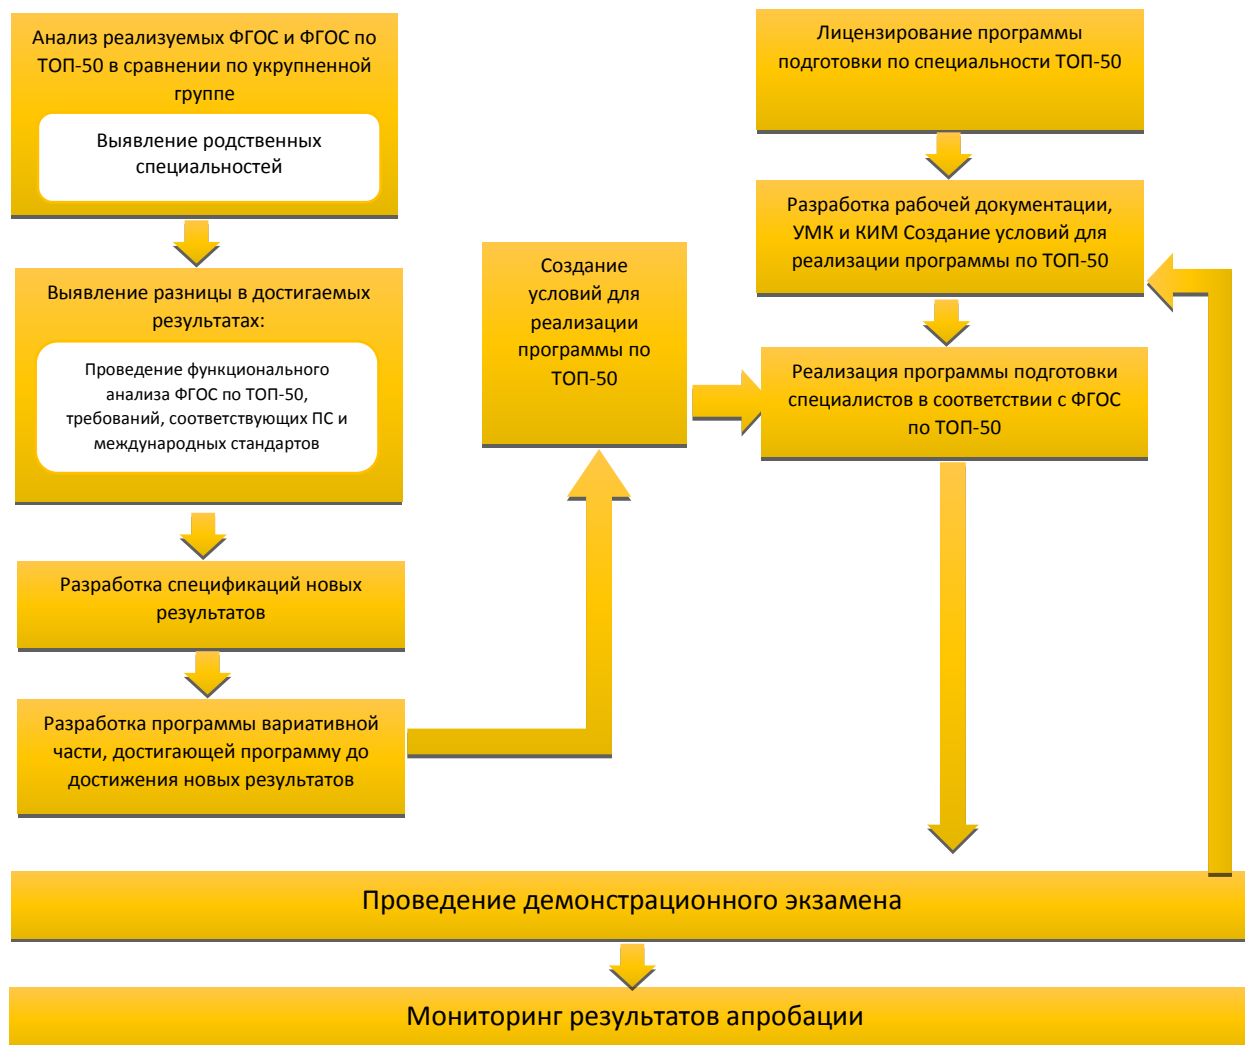 Анализ реализуемых ФГОС и ФГОС по
ТОП-50 в сравнении по укрупненной
группе
Выявление родственных
специальностей
Выявление разницы в достигаемых
результатах:
Проведение функционального
анализа ФГОС по ТОП-50,
требований, соответствующих ПС и
международных стандартов
Разработка спецификаций новых
результатов
Разработка программы вариативной
части, достигающей программу до
достижения новых результатов
Создание
условий для
реализации
программы по
ТОП-50
Лицензирование программы
подготовки по специальности ТОП-50
Разработка рабочей документации,
УМК и КИМ Создание условий для
реализации программы по ТОП-50
Реализация программы подготовки
специалистов в соответствии с ФГОС
по ТОП-50
Проведение демонстрационного экзамена
Мониторинг результатов апробации